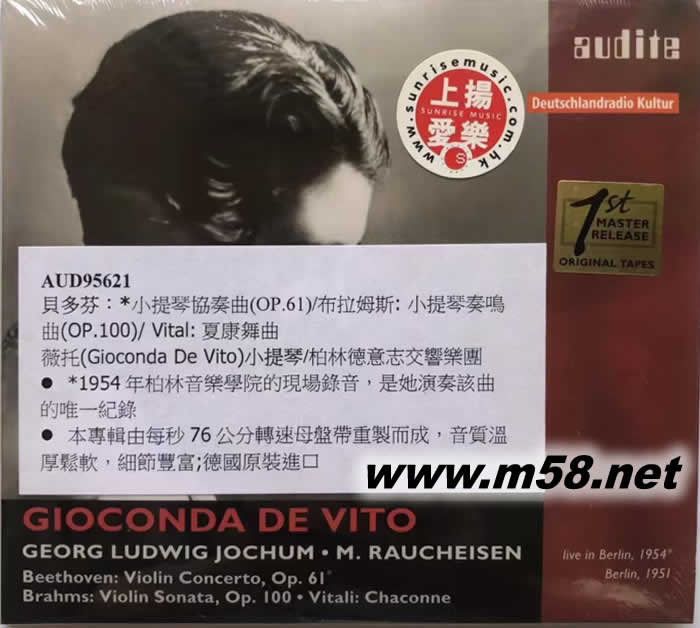 audite
Deutschlandradio Kultur
www.sunrisemusic.com.hk
上揚
SUNRISE MUSIC
愛樂
S
1st
MASTER
RELEASE
ORIGINAL TAPES
AUD95621
貝多芬：*小提琴協奏曲(OP.61)/布拉姆斯: 小提琴奏鳴
曲(OP.100)/ Vital: 夏康舞曲
薇托(Gioconda De Vito)小提琴/柏林德意志交響樂團
● *1954 年柏林音樂學院的現場錄音，是她演奏該曲
的唯一紀錄
● 本專輯由每秒 76 公分轉速母盤帶重製而成，音質溫
厚鬆軟，細節豐富;德國原裝進口
www.m58.net
GIOCONDA DE VITO
GEORG LUDWIG JOCHUM • M. RAUCHEISEN
Beethoven: Violin Concerto, Op. 61*
Brahms: Violin Sonata, Op. 100 • Vitali: Chaconne
live in Berlin, 1954*
Berlin, 1951